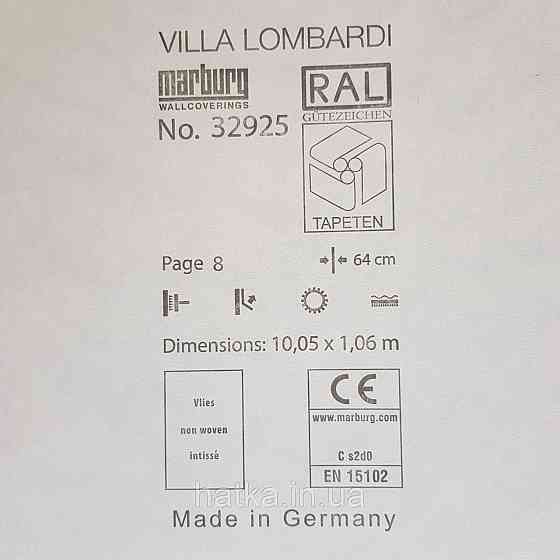 VILLA LOMBARDI
marburg
WALLCOVERINGS
RAL
GÜTEZEICHEN
No. 32925
TAPETEN
Page 8
64 cm
Dimensions: 10,05 x 1,06 m
Vlies
non woven
intissé
CE
www.marburg.com
C s2d0
EN 15102
hatka.in.ua
Made in Germany